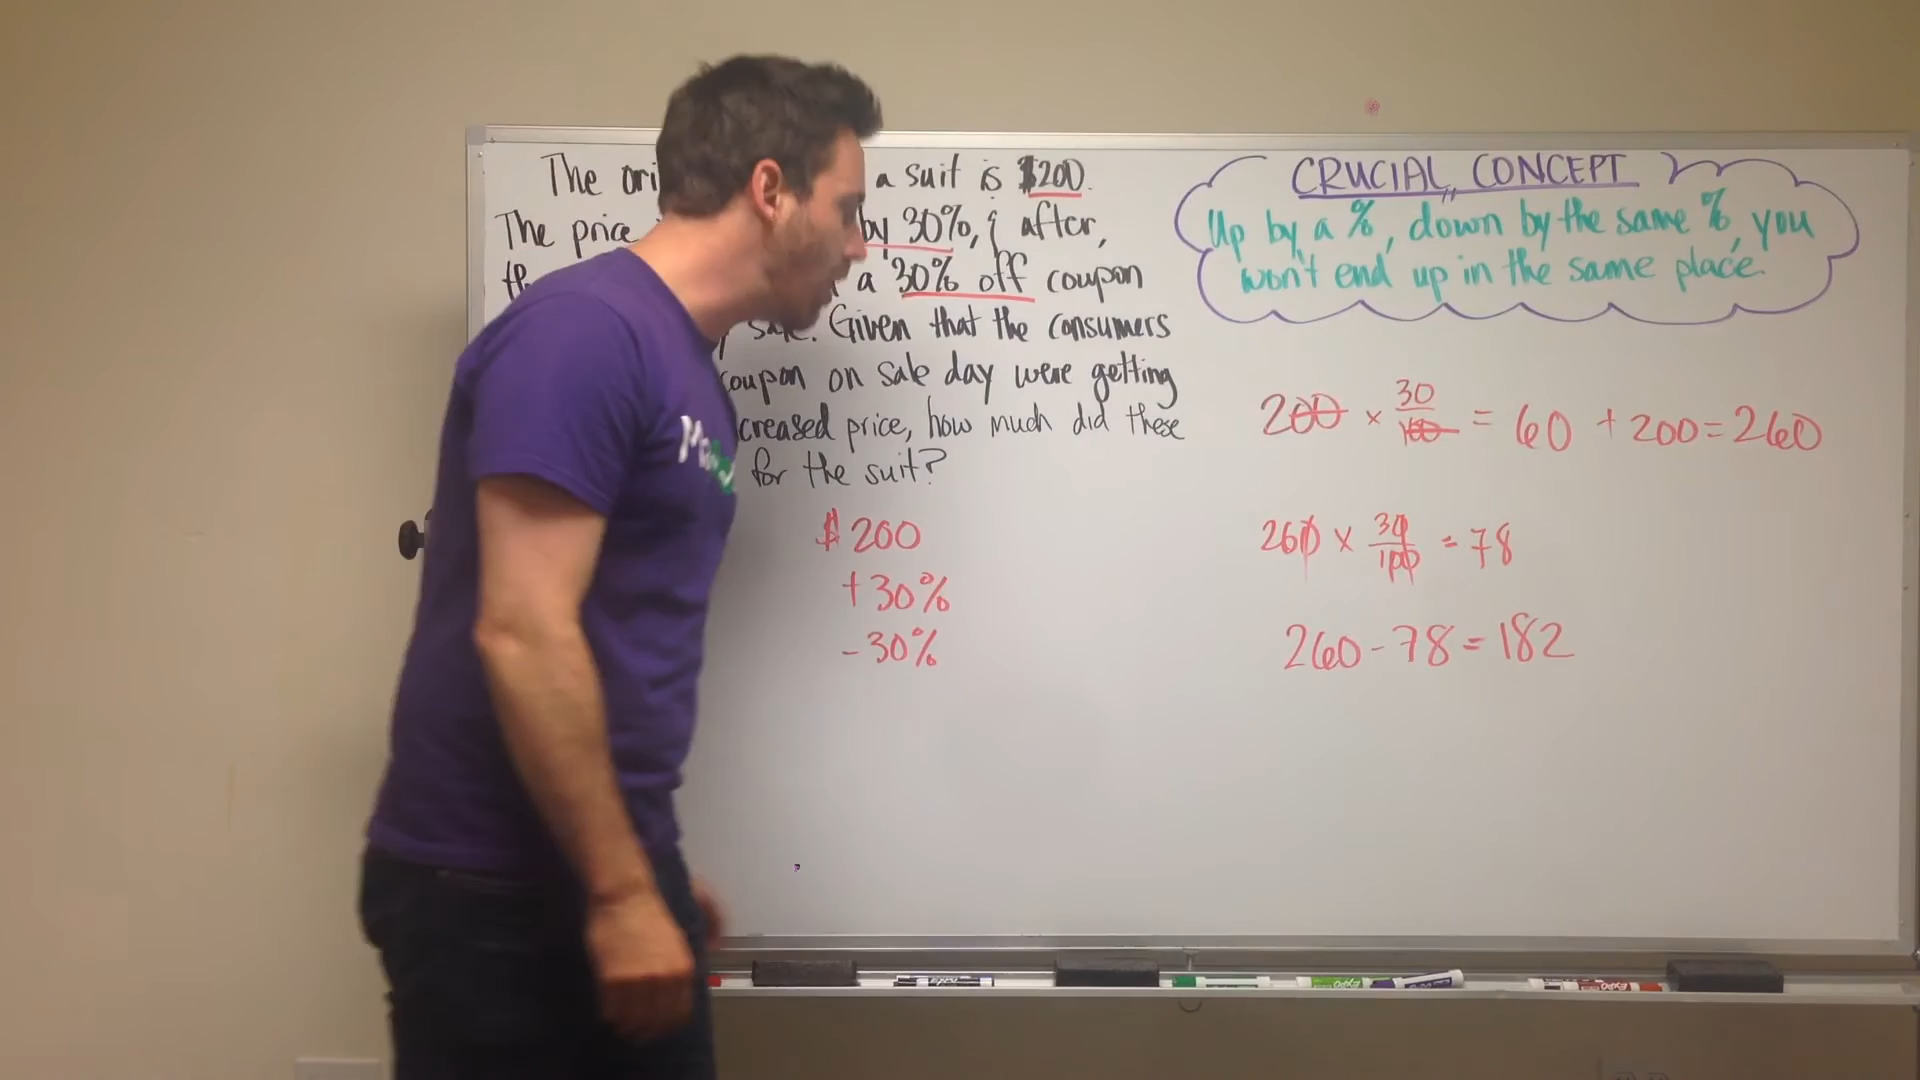 The ori a suit is $200.
The price by 30%, & after,
th a 30% off coupon
sale. Given that the consumers
coupon on sale day were getting
creased price, how much did these
for the suit?
$200
+30%
-30%
CRUCIAL CONCEPT
Up by a %, down by the same %, you
won't end up in the same place.
200 × 30/100 = 60 + 200 = 260
260 × 30/100 = 78
260 - 78 = 182